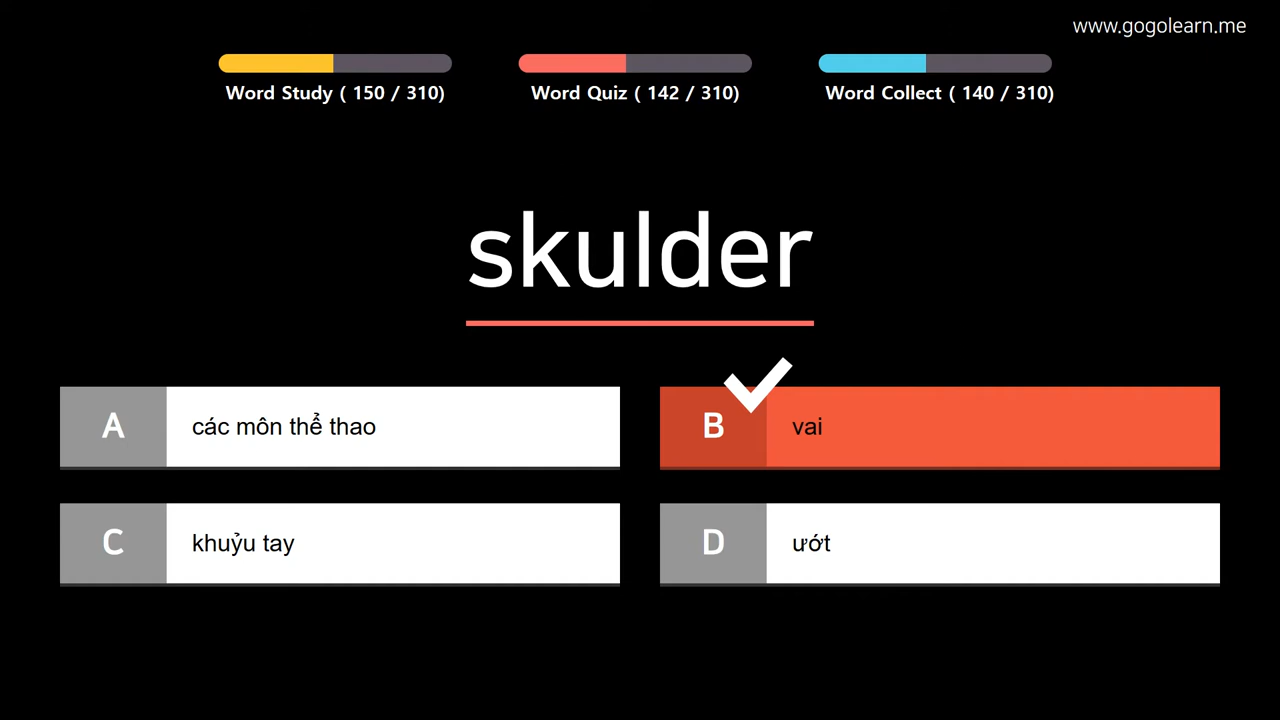 www.gogolearn.me
Word Study ( 150 / 310)
Word Quiz ( 142 / 310)
Word Collect ( 140 / 310)
skulder
A các môn thể thao
B vai
C khuỷu tay
D ướt